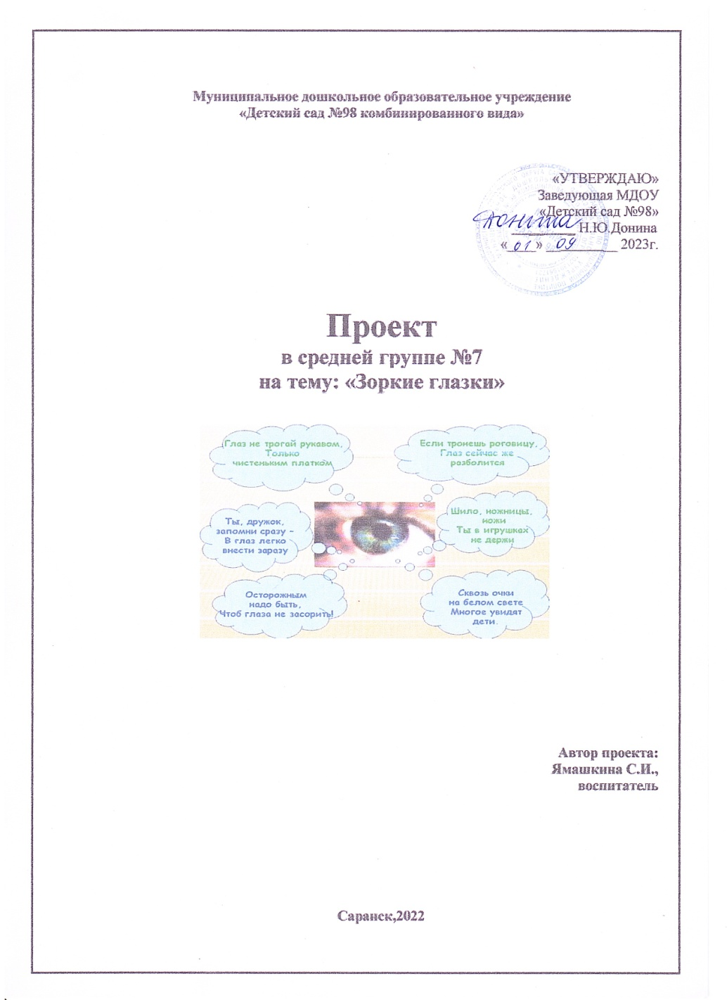 Муниципальное дошкольное образовательное учреждение
«Детский сад №98 комбинированного вида»
«УТВЕРЖДАЮ»
Заведующая МДОУ
«Детский сад №98»
Н.Ю.Донина
«01» 09 2023г.
Проект
в средней группе №7
на тему: «Зоркие глазки»
Глаз не трогай рукавом,
Только
чистеньким платком
Если тронешь роговицу,
Глаз сейчас же
разболится
Ты, дружок,
запомни сразу –
В глаз легко
внести заразу
Шило, ножницы,
ножи
Ты в игрушках
не держи
Осторожным
надо быть,
Чтоб глаза не засорить!
Сквозь очки
на белом свете
Многое увидят
дети.
Автор проекта:
Ямашкина С.И.,
воспитатель
Саранск,2022